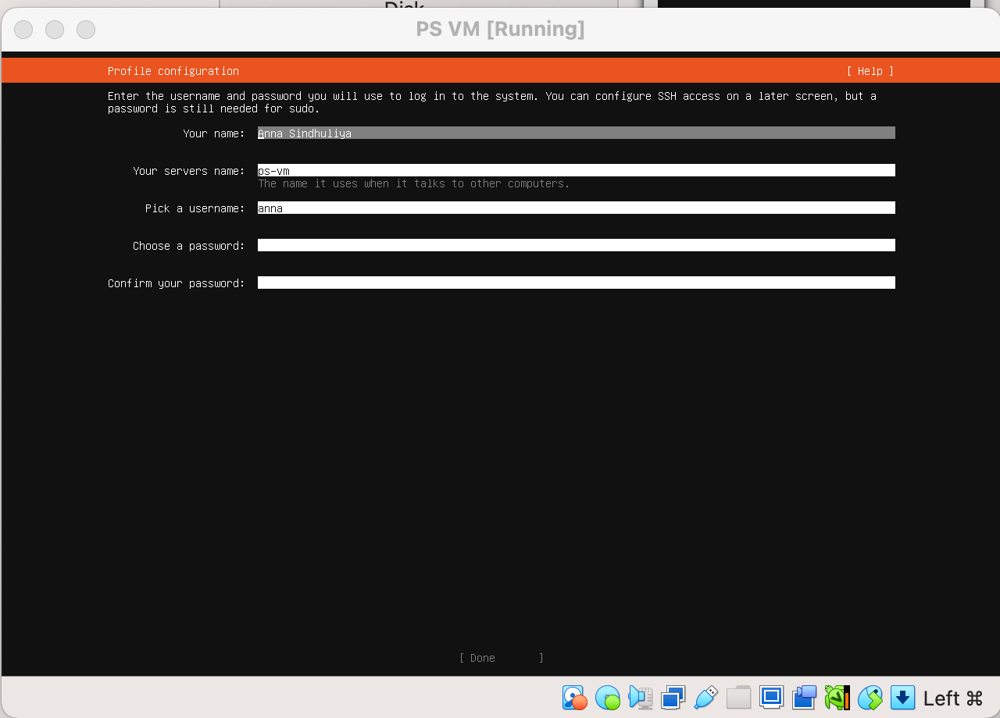 Disk
PS VM [Running]
Profile configuration [ Help ]
Enter the username and password you will use to log in to the system. You can configure SSH access on a later screen, but a
password is still needed for sudo.
Your name: Anna Sindhuliya
Your servers name: ps-vm
The name it uses when it talks to other computers.
Pick a username: anna
Choose a password:
Confirm your password:
[ Done ]
Left ⌘